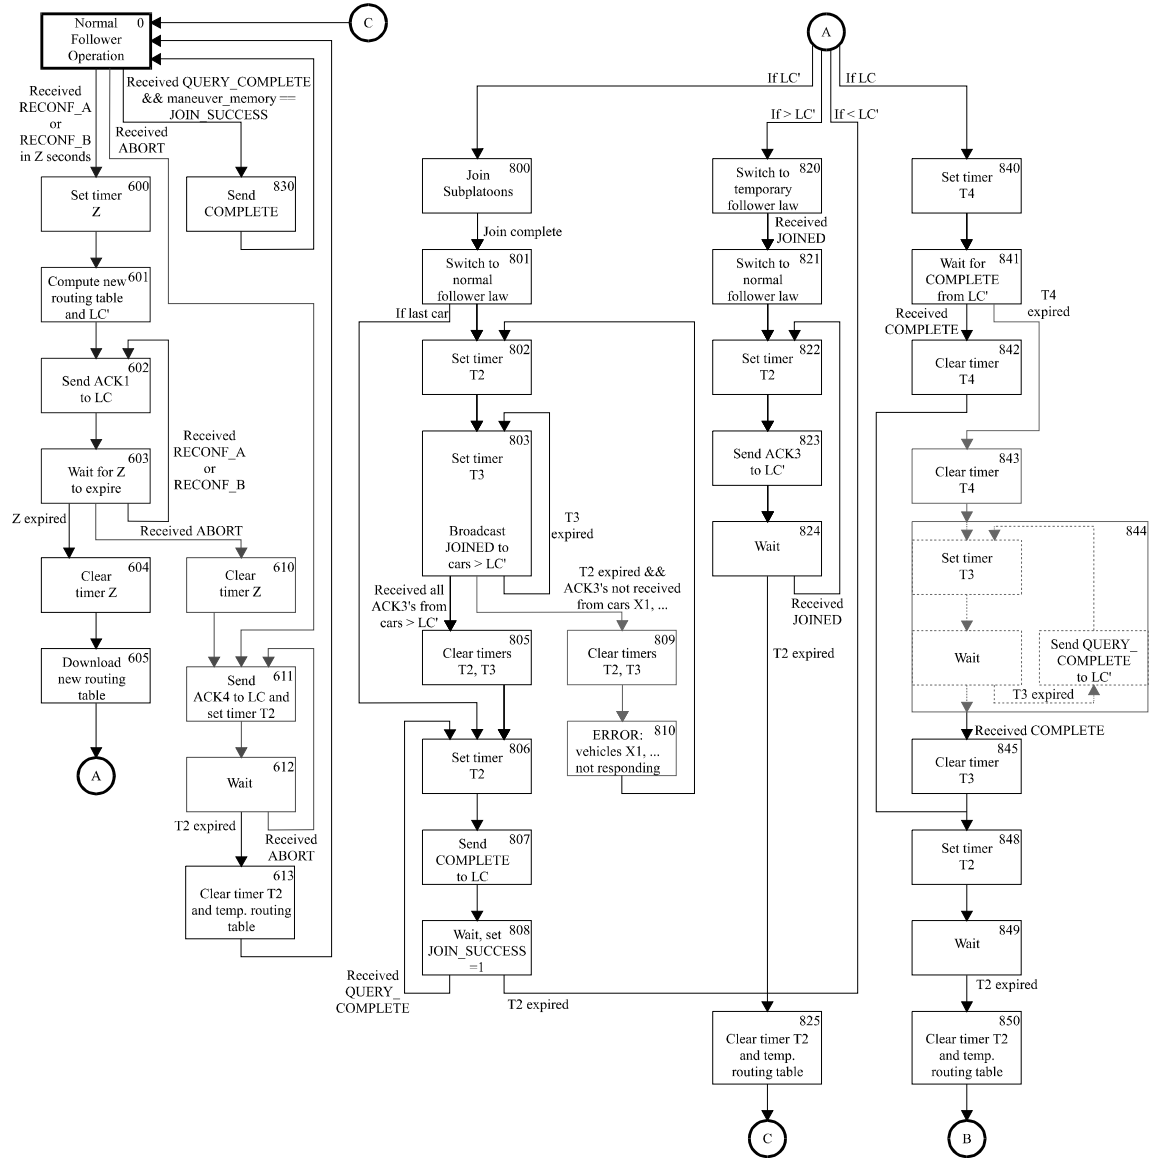 Normal 0
Follower
Operation
C
A
Received
RECONF_A
or
RECONF_B
in Z seconds
Received
ABORT
Received QUERY_COMPLETE
&& maneuver_memory ==
JOIN_SUCCESS
Set timer 600
Z
Send 830
COMPLETE
Compute new 601
routing table
and LC'
602
Send ACK1
to LC
Received
RECONF_A
or
RECONF_B
603
Wait for Z
to expire
Z expired
Received ABORT
604
Clear
timer Z
610
Clear
timer Z
605
Download
new routing
table
A
611
Send
ACK4 to LC and
set timer T2
612
Wait
T2 expired
Received
ABORT
613
Clear timer T2
and temp. routing
table
If LC'
If > LC'
If < LC'
If LC
800
Join
Subplatoons
Join complete
801
Switch to
normal
follower law
If last car
802
Set timer
T2
803
Set timer
T3
Broadcast
JOINED to
cars > LC'
T3
expired
Received all
ACK3's from
cars > LC'
T2 expired &&
ACK3's not received
from cars X1, ...
805
Clear timers
T2, T3
809
Clear timers
T2, T3
810
ERROR:
vehicles X1, ...
not responding
806
Set timer
T2
807
Send
COMPLETE
to LC
808
Wait, set
JOIN_SUCCESS
=1
Received
QUERY_
COMPLETE
T2 expired
820
Switch to
temporary
follower law
Received
JOINED
821
Switch to
normal
follower law
822
Set timer
T2
823
Send ACK3
to LC'
824
Wait
Received
JOINED
T2 expired
825
Clear timer T2
and temp.
routing table
C
840
Set timer
T4
841
Wait for
COMPLETE
from LC'
Received
COMPLETE
T4
expired
842
Clear timer
T4
843
Clear timer
T4
844
Set timer
T3
Wait
Send QUERY_
COMPLETE
to LC'
T3 expired
Received COMPLETE
845
Clear timer
T3
848
Set timer
T2
849
Wait
T2 expired
850
Clear timer T2
and temp.
routing table
B